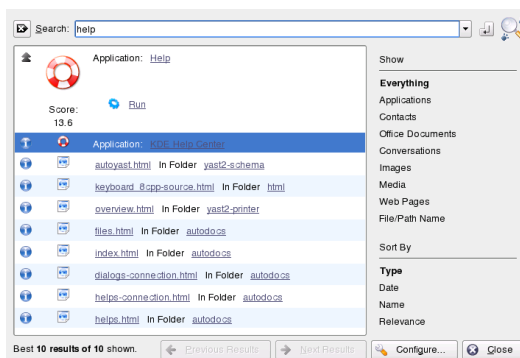 Search: help
Application: Help
Run
Score:
13.6
Application: KDE Help Center
autoyast.html In Folder yast2-schema
keyboard_8cpp-source.html In Folder html
overview.html In Folder yast2-printer
files.html In Folder autodocs
index.html In Folder autodocs
dialogs-connection.html In Folder autodocs
helps-connection.html In Folder autodocs
helps.html In Folder autodocs
Show
Everything
Applications
Contacts
Office Documents
Conversations
Images
Media
Web Pages
File/Path Name
Sort By
Type
Date
Name
Relevance
Best 10 results of 10 shown.
Previous Results
Next Results
Configure...
Close